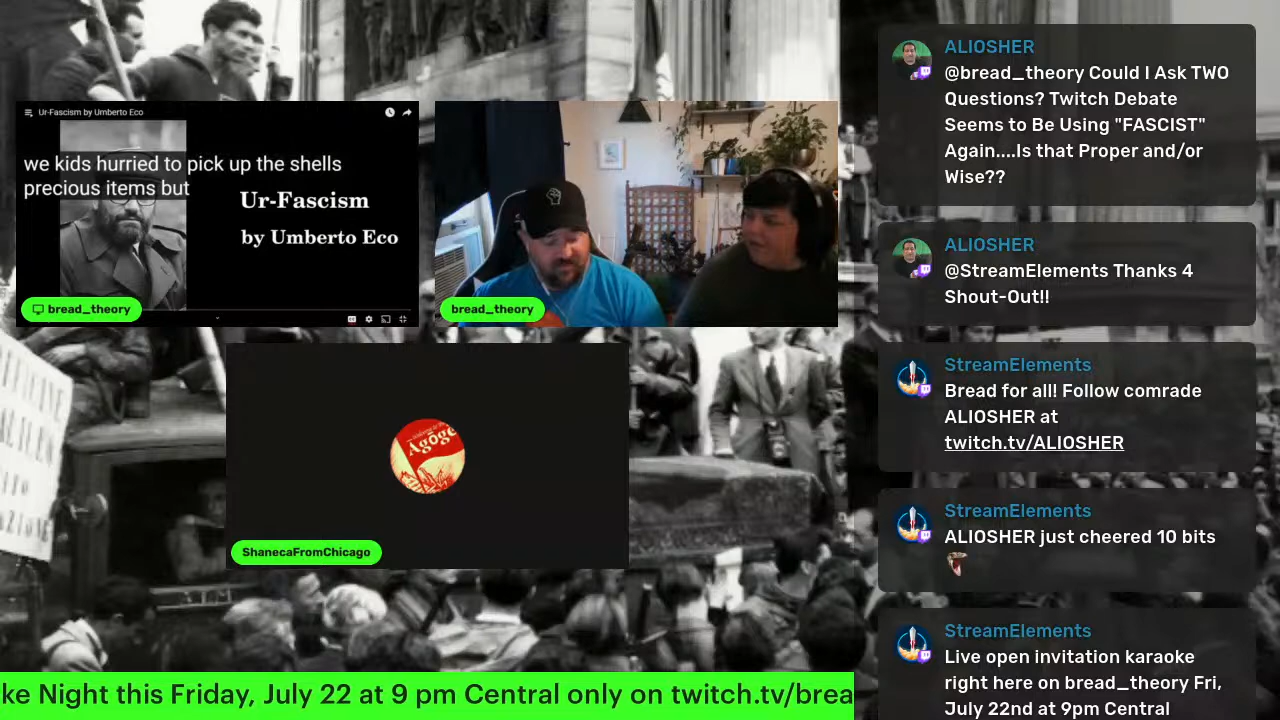 Ur-Fascism by Umberto Eco
we kids hurried to pick up the shells
precious items but
Ur-Fascism
by Umberto Eco
bread_theory
bread_theory
Agōge
ShanecaFromChicago
ke Night this Friday, July 22 at 9 pm Central only on twitch.tv/brea
ALIOSHER
@bread_theory Could I Ask TWO
Questions? Twitch Debate
Seems to Be Using "FASCIST"
Again....Is that Proper and/or
Wise??
ALIOSHER
@StreamElements Thanks 4
Shout-Out!!
StreamElements
Bread for all! Follow comrade
ALIOSHER at
twitch.tv/ALIOSHER
StreamElements
ALIOSHER just cheered 10 bits
StreamElements
Live open invitation karaoke
right here on bread_theory Fri,
July 22nd at 9pm Central